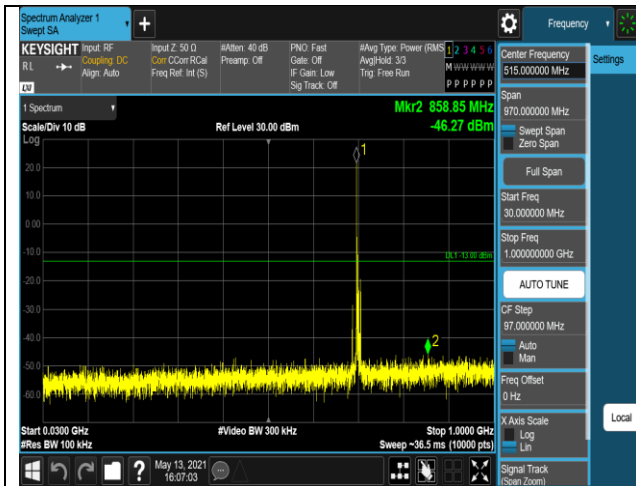 Spectrum Analyzer 1
Swept SA
+
Frequency
KEYSIGHT
Input: RF
Coupling: DC
Align: Auto
Input Z: 50 Ω
Corr CCorr RCal
Freq Ref: Int (S)
#Atten: 40 dB
Preamp: Off
PNO: Fast
Gate: Off
IF Gain: Low
Sig Track: Off
#Avg Type: Power (RMS
Avg|Hold: 3/3
Trig: Free Run
1 2 3 4 5 6
M W W W W W
P P P P P P
RL
LXI
1 Spectrum
Mkr2 858.85 MHz
-46.27 dBm
Scale/Div 10 dB
Ref Level 30.00 dBm
Log
1
20.0
10.0
0.00
-10.0
DL1 -13.00 dBm
-20.0
-30.0
-40.0
2
-50.0
-60.0
Start 0.0300 GHz
#Video BW 300 kHz
Stop 1.0000 GHz
#Res BW 100 kHz
Sweep ~36.5 ms (10000 pts)
?
May 13, 2021
16:07:03
Center Frequency
515.000000 MHz
Span
970.000000 MHz
Swept Span
Zero Span
Full Span
Start Freq
30.000000 MHz
Stop Freq
1.000000000 GHz
AUTO TUNE
CF Step
97.000000 MHz
Auto
Man
Freq Offset
0 Hz
X Axis Scale
Log
Lin
Signal Track
(Span Zoom)
Settings
Local